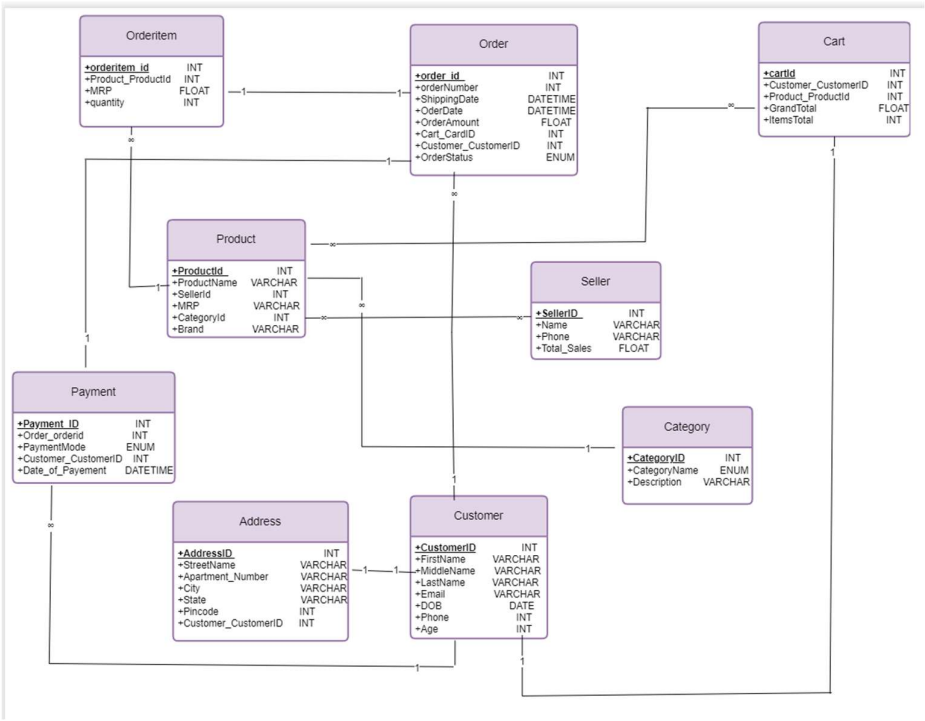 Orderitem
+orderitem_id INT
+Product_ProductId INT
+MRP FLOAT
+quantity INT
Order
+order_id INT
+orderNumber INT
+ShippingDate DATETIME
+OderDate DATETIME
+OrderAmount FLOAT
+Cart_CardID INT
+Customer_CustomerID INT
+OrderStatus ENUM
Cart
+cartId INT
+Customer_CustomerID INT
+Product_ProductId INT
+GrandTotal FLOAT
+ItemsTotal INT
1
1
∞
1
∞
∞
1
Product
+ProductId INT
+ProductName VARCHAR
+SellerId INT
+MRP VARCHAR
+CategoryId INT
+Brand VARCHAR
∞
1
∞
∞
∞
Seller
+SellerID INT
+Name VARCHAR
+Phone VARCHAR
+Total_Sales FLOAT
1
Payment
+Payment_ID INT
+Order_orderid INT
+PaymentMode ENUM
+Customer_CustomerID INT
+Date_of_Payement DATETIME
Category
+CategoryID INT
+CategoryName ENUM
+Description VARCHAR
1
1
∞
Address
+AddressID INT
+StreetName VARCHAR
+Apartment_Number VARCHAR
+City VARCHAR
+State VARCHAR
+Pincode INT
+Customer_CustomerID INT
1
1
Customer
+CustomerID INT
+FirstName VARCHAR
+MiddleName VARCHAR
+LastName VARCHAR
+Email VARCHAR
+DOB DATE
+Phone INT
+Age INT
1
1